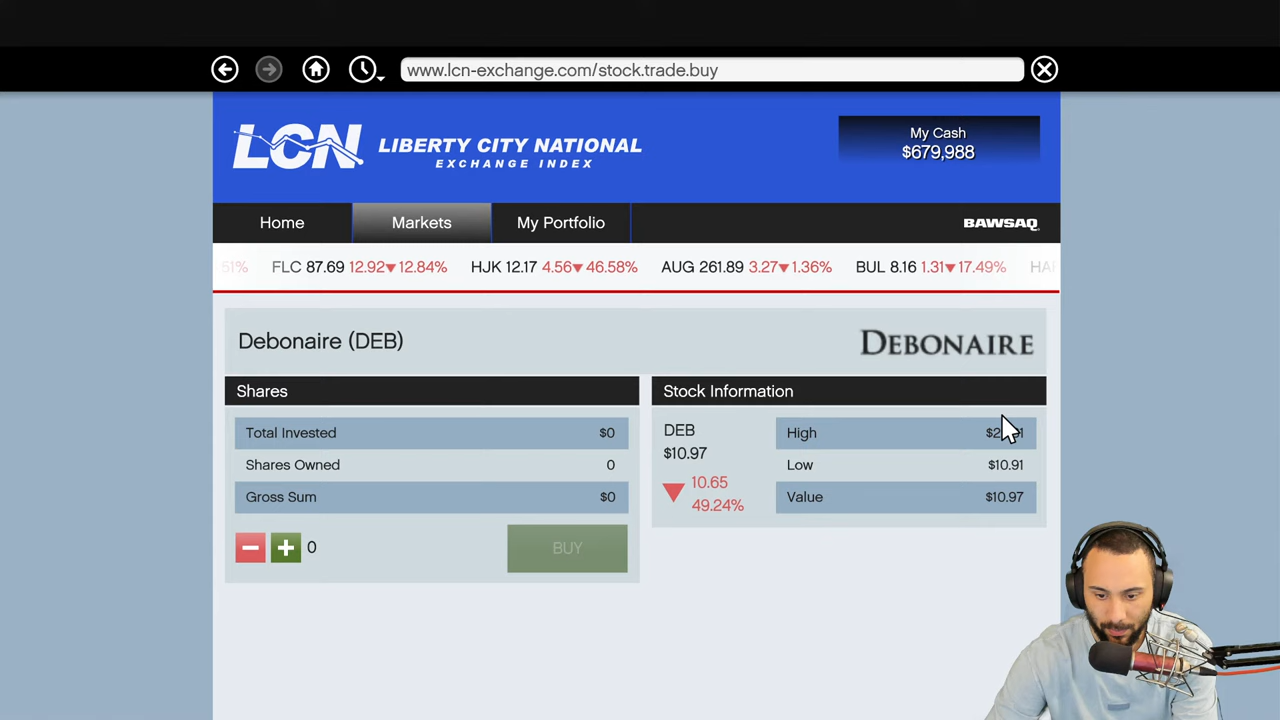 www.lcn-exchange.com/stock.trade.buy
LCN LIBERTY CITY NATIONAL
EXCHANGE INDEX
My Cash
$679,988
Home Markets My Portfolio BAWSAQ
51% FLC 87.69 12.92▼12.84% HJK 12.17 4.56▼46.58% AUG 261.89 3.27▼1.36% BUL 8.16 1.31▼17.49% HA
Debonaire (DEB) DEBONAIRE
Shares
Total Invested $0
Shares Owned 0
Gross Sum $0
0 BUY
Stock Information
DEB
$10.97
10.65
49.24%
High
Low $10.91
Value $10.97